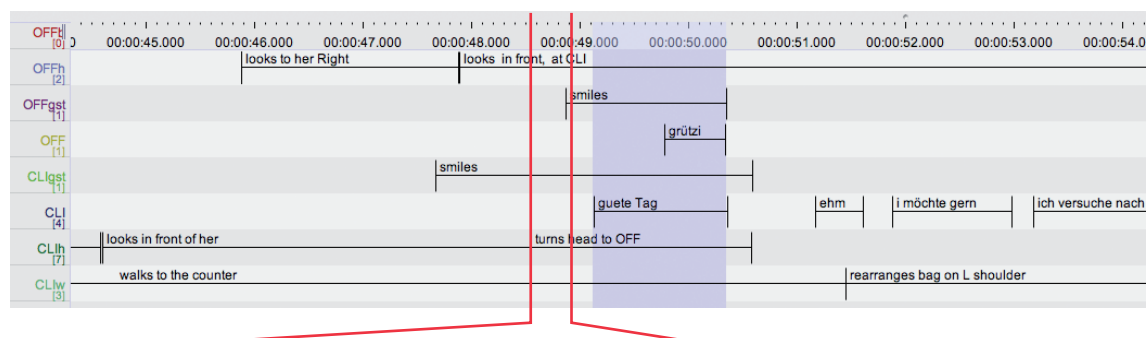 OFFt
[0]
0 00:00:45.000 00:00:46.000 00:00:47.000 00:00:48.000 00:00:49.000 00:00:50.000 00:00:51.000 00:00:52.000 00:00:53.000 00:00:54.0
OFFh
[2]
looks to her Right looks in front, at CLI
OFFgst
[1]
smiles
OFF
[1]
grützi
CLIgst
[1]
smiles
CLI
[4]
guete Tag ehm i möchte gern ich versuche nach
CLIh
[7]
looks in front of her turns head to OFF
CLIw
[3]
walks to the counter rearranges bag on L shoulder